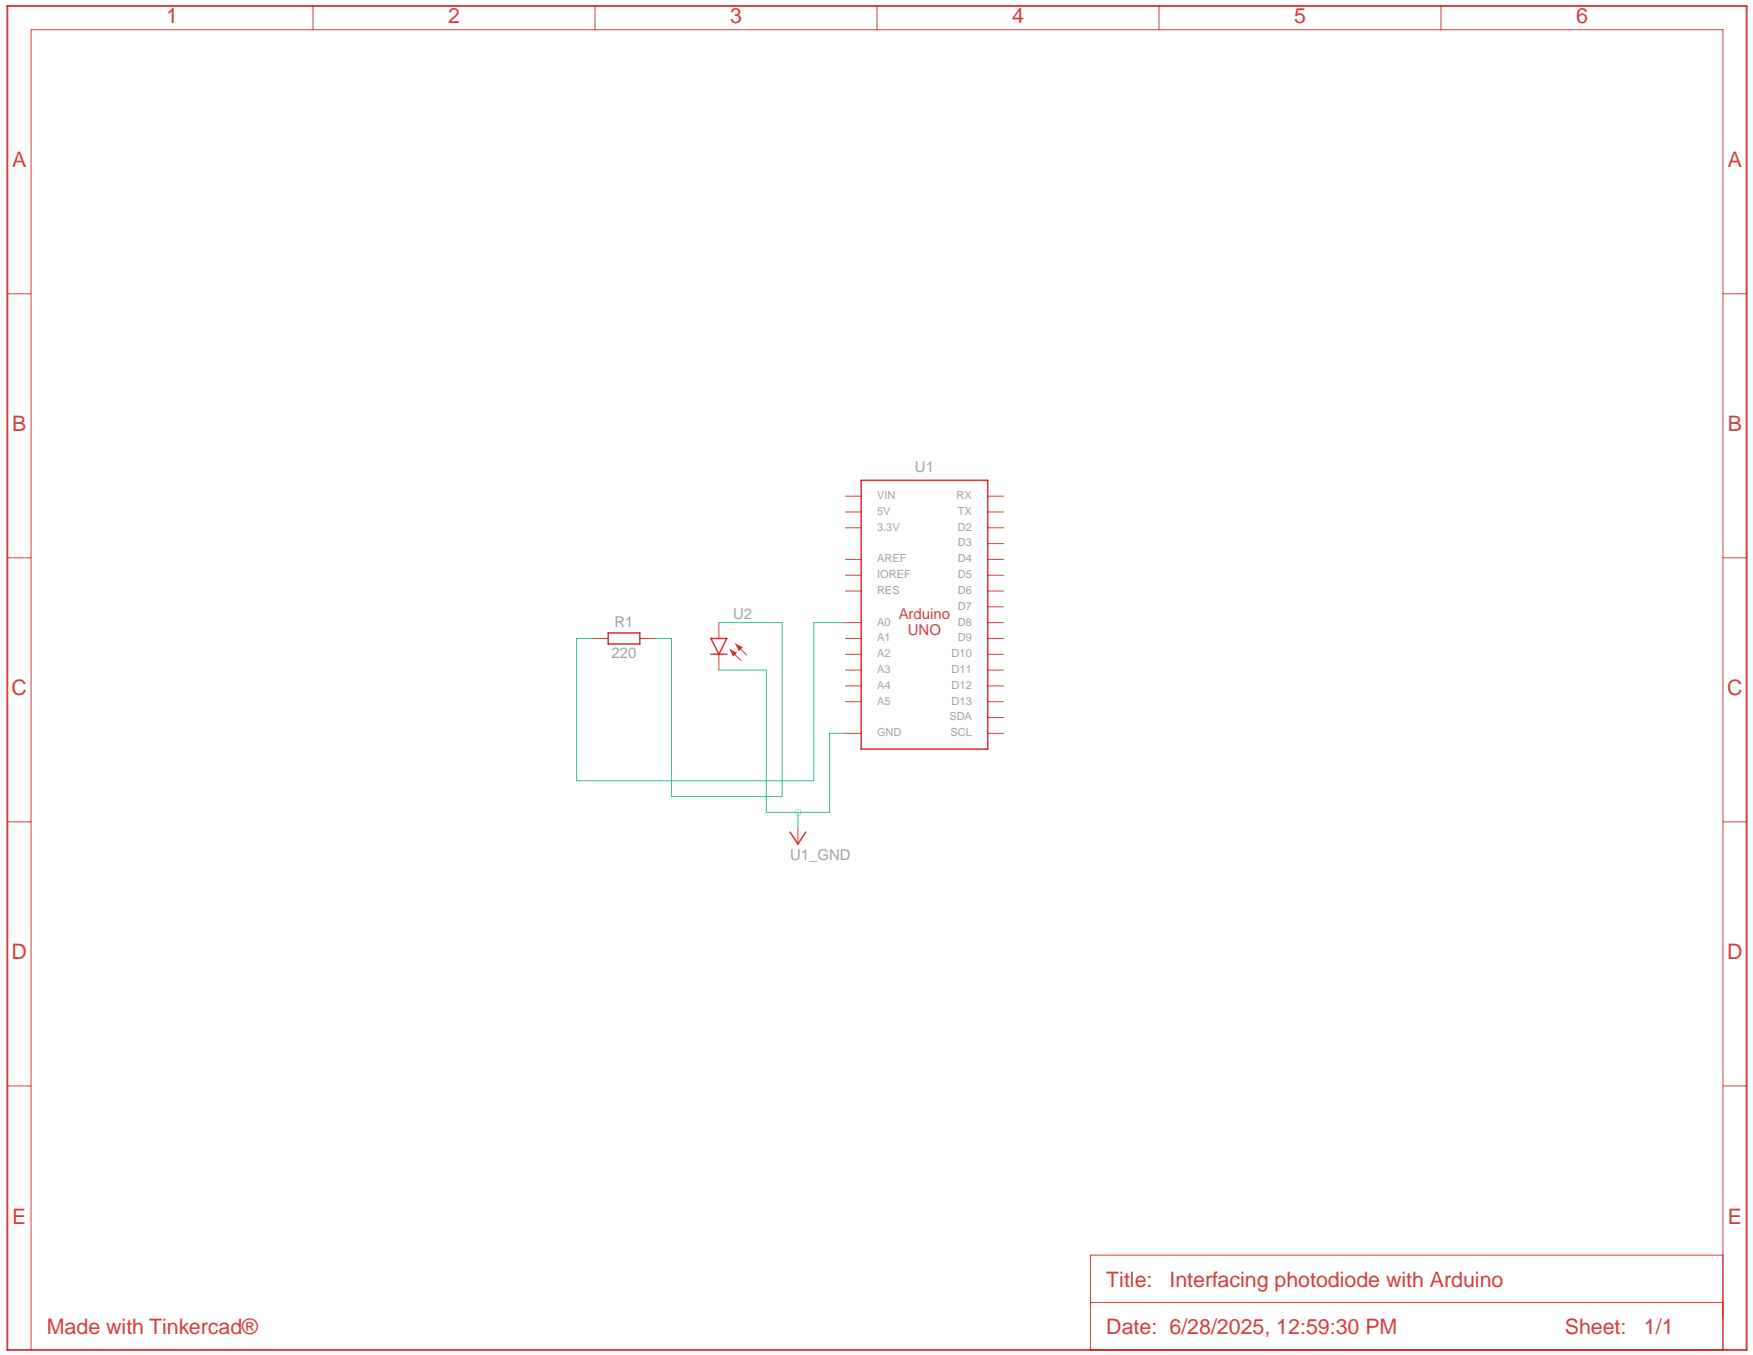 1 2 3 4 5 6
A A
B B
U1
VIN RX
5V TX
3.3V D2
D3
AREF D4
IOREF D5
RES D6
D7
Arduino
UNO
A0 D8
A1 D9
A2 D10
A3 D11
A4 D12
A5 D13
SDA
GND SCL
R1
220
U2
C C
U1_GND
D D
E E
Title: Interfacing photodiode with Arduino
Date: 6/28/2025, 12:59:30 PM Sheet: 1/1
Made with Tinkercad®